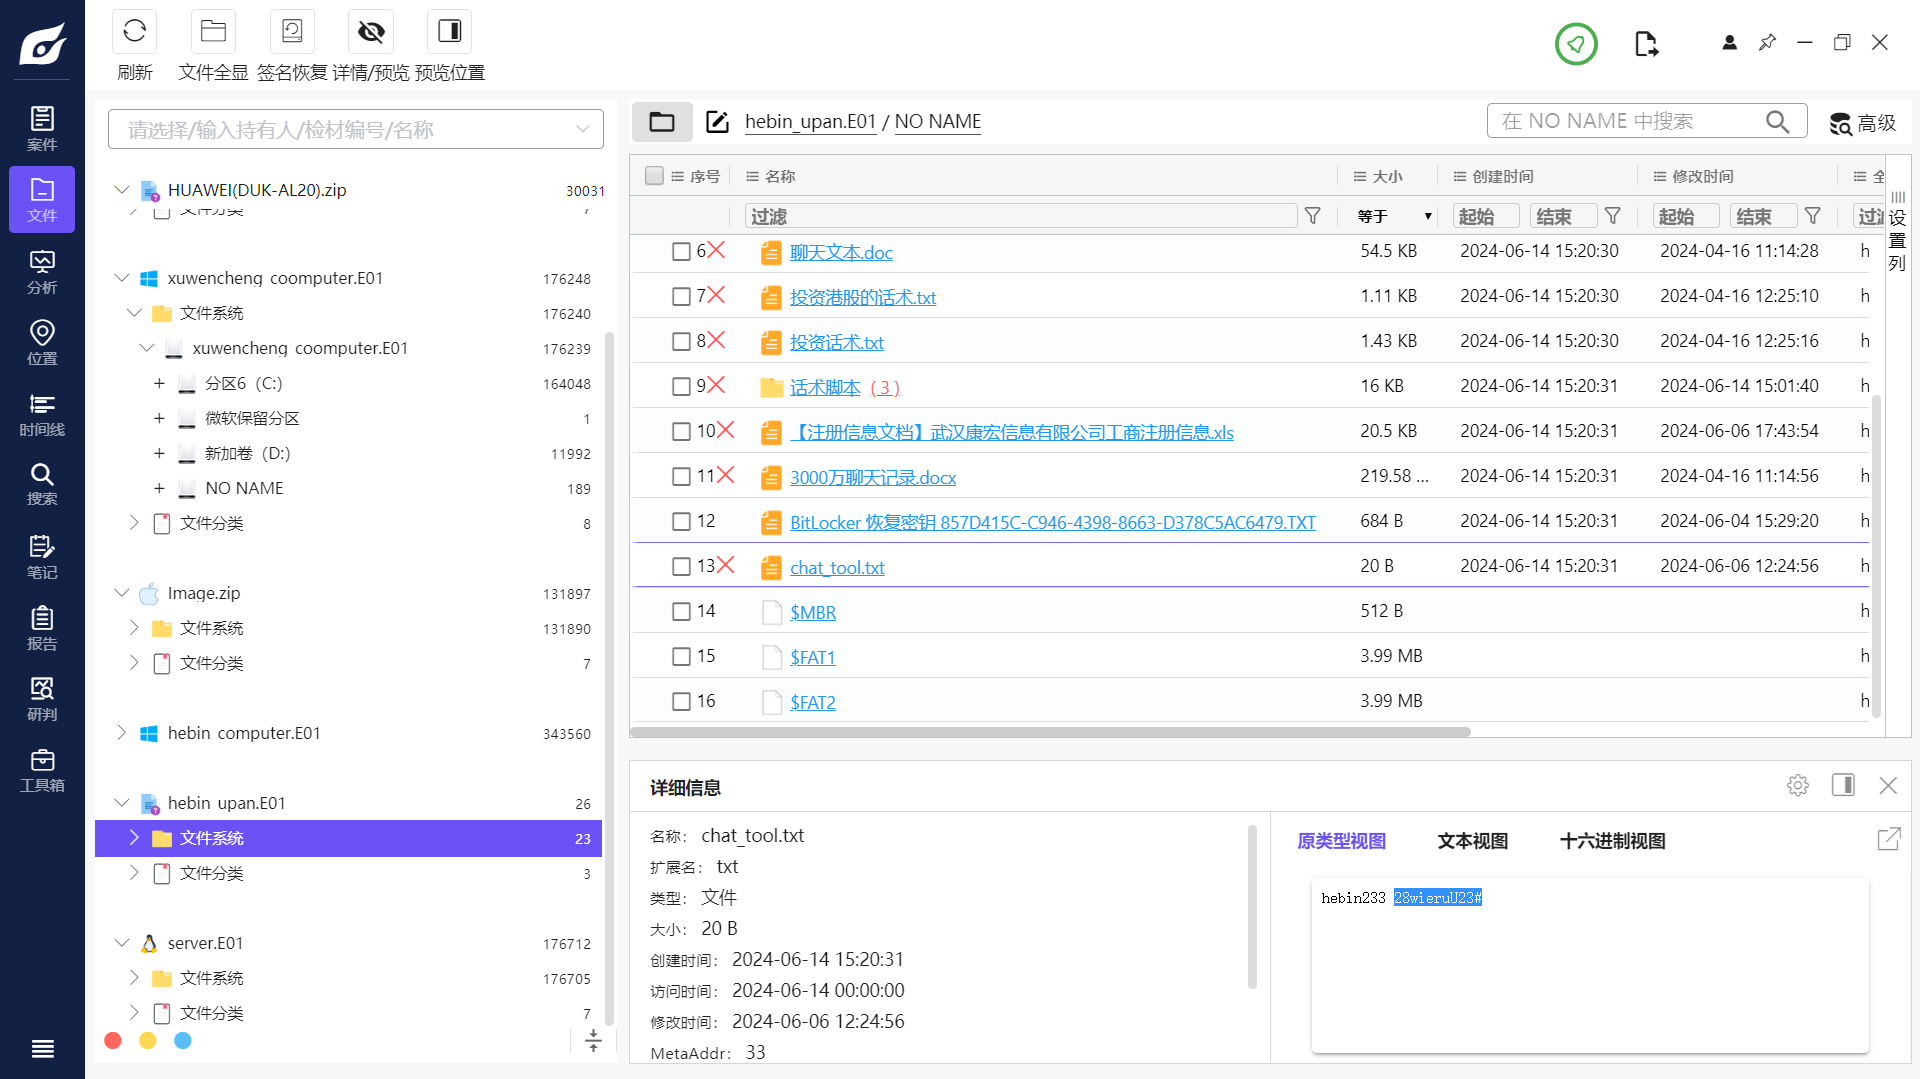 刷新
文件全显
签名恢复
详情/预览
预览位置
案件
文件
分析
位置
时间线
搜索
笔记
报告
研判
工具箱
请选择/输入持有人/检材编号/名称
HUAWEI(DUK-AL20).zip 30031
文件分类 7
xuwencheng_coomputer.E01 176248
文件系统 176240
xuwencheng_coomputer.E01 176239
分区6 (C:) 164048
微软保留分区 1
新加卷 (D:) 11992
NO NAME 189
文件分类 8
Image.zip 131897
文件系统 131890
文件分类 7
hebin_computer.E01 343560
hebin_upan.E01 26
文件系统 23
文件分类 3
server.E01 176712
文件系统 176705
文件分类 7
hebin_upan.E01 / NO NAME
在 NO NAME 中搜索
高级
序号 名称 大小 创建时间 修改时间 全
过滤 等于 起始 结束 起始 结束 过滤
设置列
6 聊天文本.doc 54.5 KB 2024-06-14 15:20:30 2024-04-16 11:14:28 h
7 投资港股的话术.txt 1.11 KB 2024-06-14 15:20:30 2024-04-16 12:25:10 h
8 投资话术.txt 1.43 KB 2024-06-14 15:20:30 2024-04-16 12:25:16 h
9 话术脚本 ( 3 ) 16 KB 2024-06-14 15:20:31 2024-06-14 15:01:40 h
10 【注册信息文档】武汉康宏信息有限公司工商注册信息.xls 20.5 KB 2024-06-14 15:20:31 2024-06-06 17:43:54 h
11 3000万聊天记录.docx 219.58 ... 2024-06-14 15:20:31 2024-04-16 11:14:56 h
12 BitLocker 恢复密钥 857D415C-C946-4398-8663-D378C5AC6479.TXT 684 B 2024-06-14 15:20:31 2024-06-04 15:29:20 h
13 chat_tool.txt 20 B 2024-06-14 15:20:31 2024-06-06 12:24:56 h
14 $MBR 512 B h
15 $FAT1 3.99 MB h
16 $FAT2 3.99 MB h
详细信息
名称: chat_tool.txt
扩展名: txt
类型: 文件
大小: 20 B
创建时间: 2024-06-14 15:20:31
访问时间: 2024-06-14 00:00:00
修改时间: 2024-06-06 12:24:56
MetaAddr: 33
原类型视图 文本视图 十六进制视图
hebin233 28wieruU23#